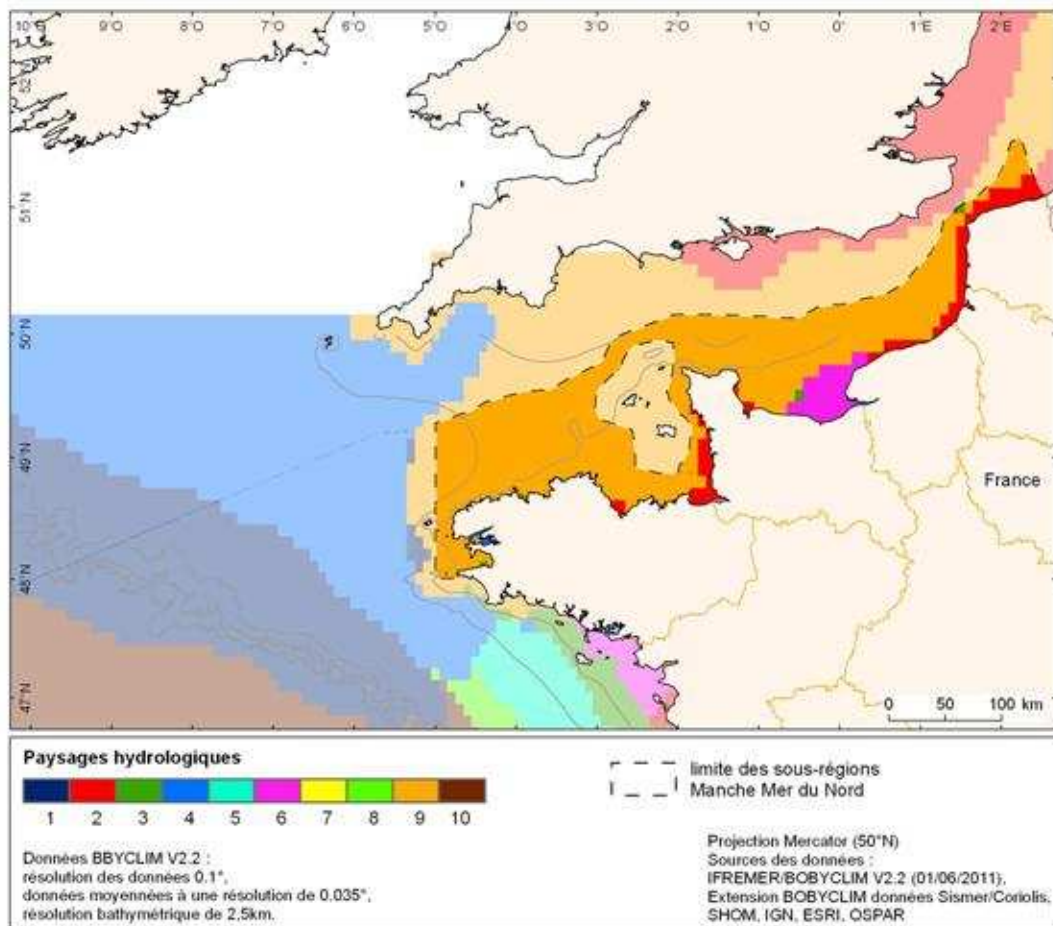 10°O 9°O 8°O 7°O 6°O 5°O 4°O 3°O 2°O 1°O 0° 1°E 2°E
52°N
51°N
50°N
49°N
48°N
47°N
France
0 50 100 km
Paysages hydrologiques
1 2 3 4 5 6 7 8 9 10
Données BBYCLIM V2.2 :
résolution des données 0.1°,
données moyennées à une résolution de 0.035°,
résolution bathymétrique de 2,5km.
limite des sous-régions
Manche Mer du Nord
Projection Mercator (50°N)
Sources des données :
IFREMER/BOBYCLIM V2.2 (01/06/2011),
Extension BOBYCLIM données Sismer/Coriolis,
SHOM, IGN, ESRI, OSPAR